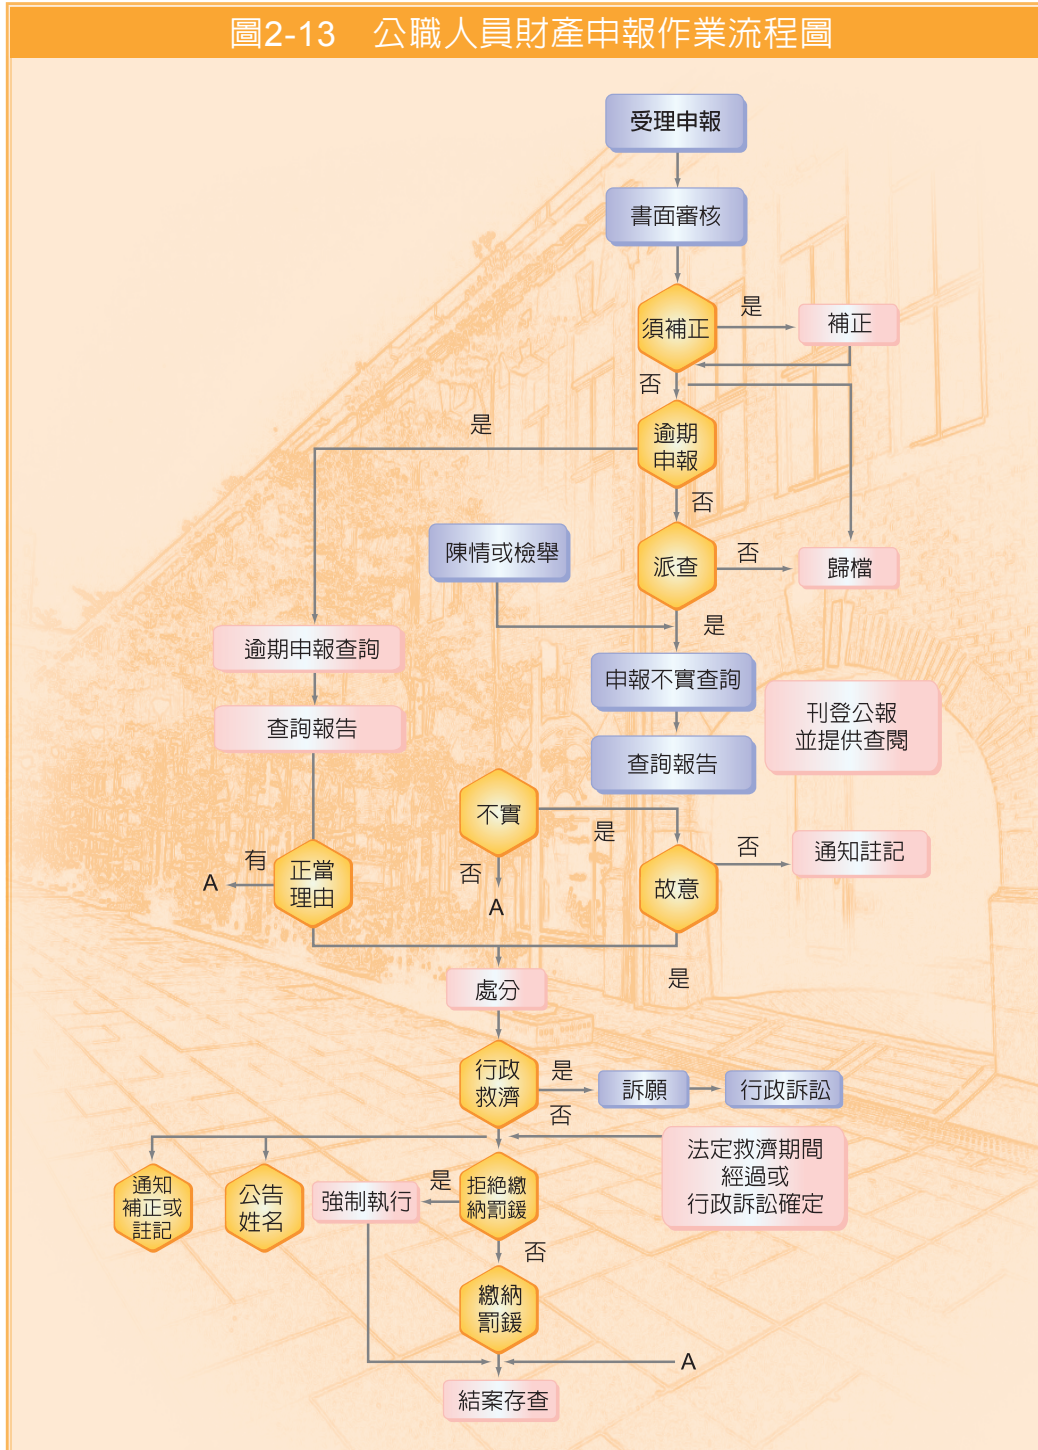 圖2-13 公職人員財產申報作業流程圖
受理申報
書面審核
須補正
是
補正
否
逾期
申報
是
否
陳情或檢舉
派查
否
歸檔
是
逾期申報查詢
申報不實查詢
刊登公報
並提供查閱
查詢報告
查詢報告
不實
是
否
A
故意
否
通知註記
正當
理由
有
A
是
處分
行政
救濟
是
訴願
行政訴訟
否
法定救濟期間
經過或
行政訴訟確定
通知
補正或
註記
公告
姓名
強制執行
是
拒絕繳
納罰鍰
否
繳納
罰鍰
A
結案存查